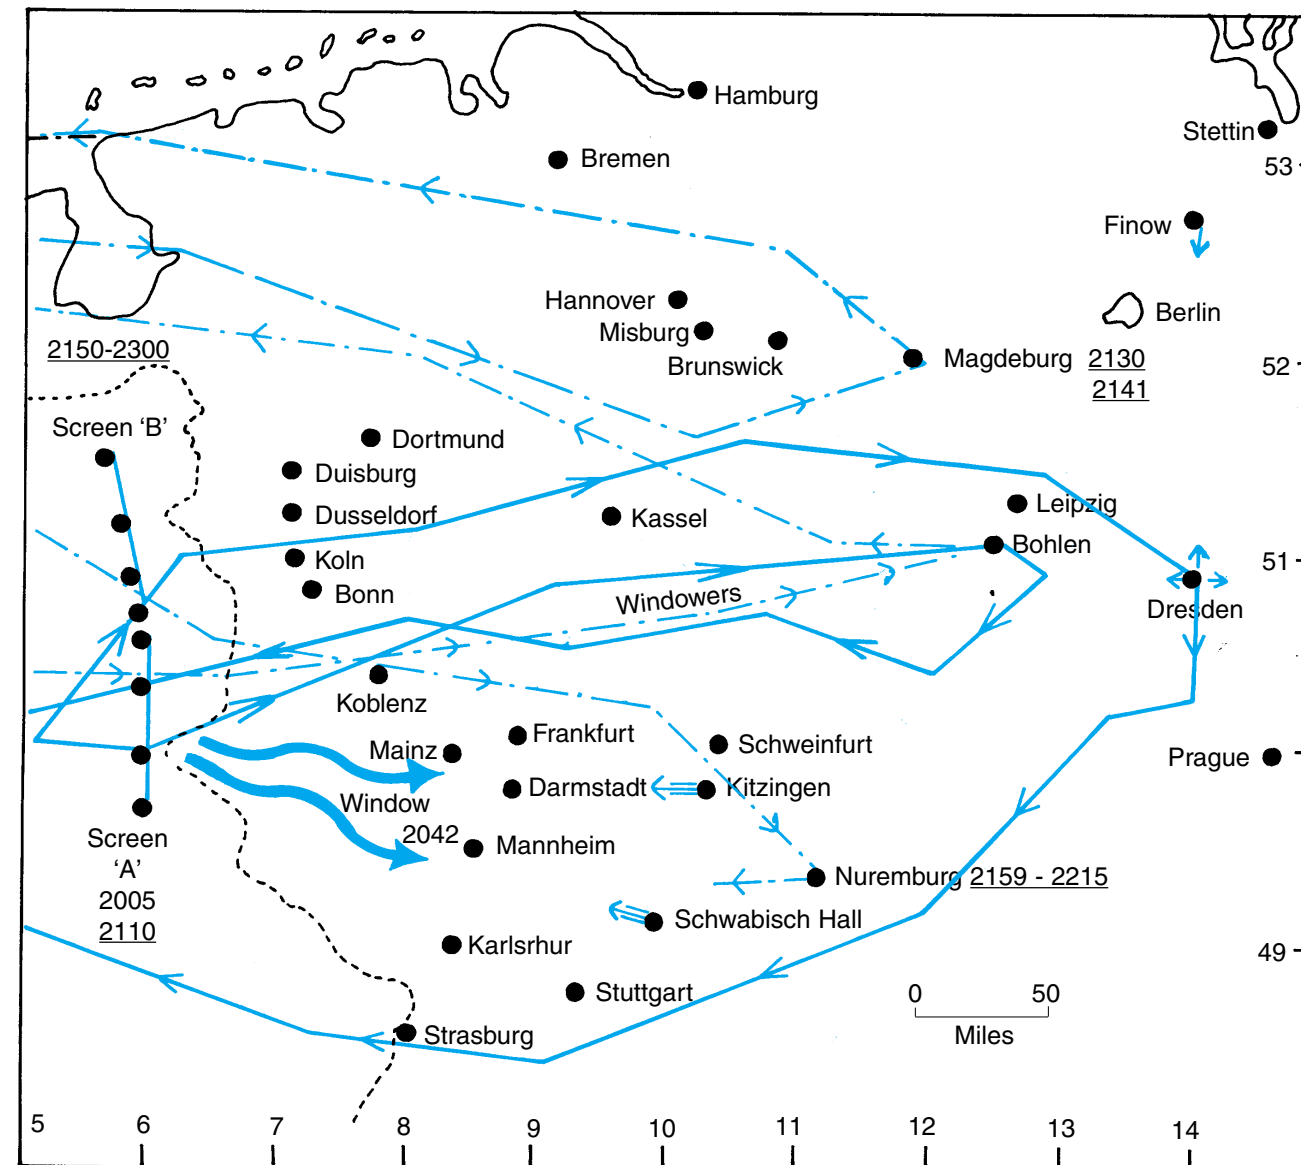 Hamburg
Stettin
Bremen
53
Finow
Hannover
Berlin
Misburg
2150-2300
Brunswick
Magdeburg 2130
52
2141
Screen ‘B’
Dortmund
Duisburg
Leipzig
Dusseldorf
Kassel
Bohlen
Koln
51
Bonn
Windowers
Dresden
Koblenz
Frankfurt
Schweinfurt
Mainz
Prague
Darmstadt
Kitzingen
Window
2042
Mannheim
Screen
‘A’
2005
2110
Nuremburg 2159 - 2215
Schwabisch Hall
Karlsrhur
49
Stuttgart
0 50
Miles
Strasburg
5 6 7 8 9 10 11 12 13 14